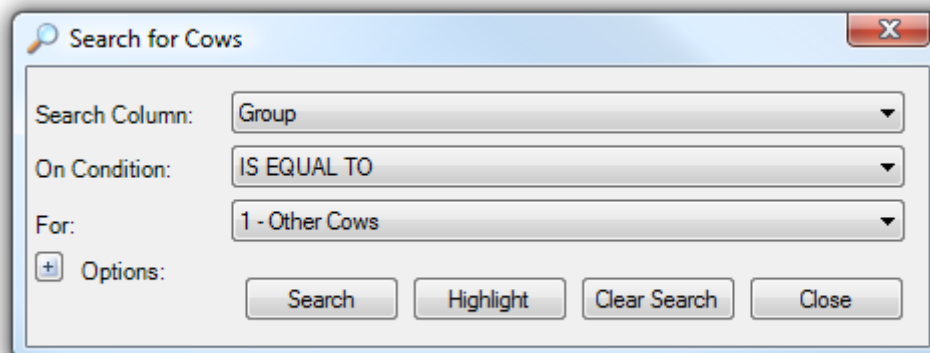 Search for Cows
Search Column: Group
On Condition: IS EQUAL TO
For: 1 - Other Cows
Options:
Search Highlight Clear Search Close